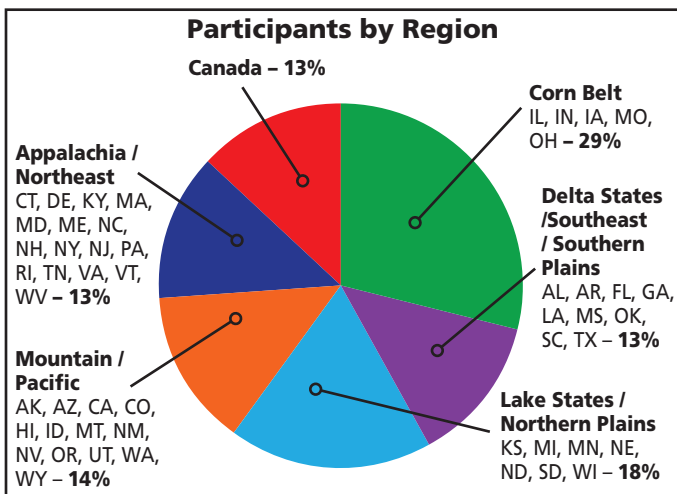 Participants by Region
Canada – 13%
Corn Belt
IL, IN, IA, MO,
OH – 29%
Delta States
/Southeast
/ Southern
Plains
AL, AR, FL, GA,
LA, MS, OK,
SC, TX – 13%
Lake States /
Northern Plains
KS, MI, MN, NE,
ND, SD, WI – 18%
Appalachia /
Northeast
CT, DE, KY, MA,
MD, ME, NC,
NH, NY, NJ, PA,
RI, TN, VA, VT,
WV – 13%
Mountain /
Pacific
AK, AZ, CA, CO,
HI, ID, MT, NM,
NV, OR, UT, WA,
WY – 14%